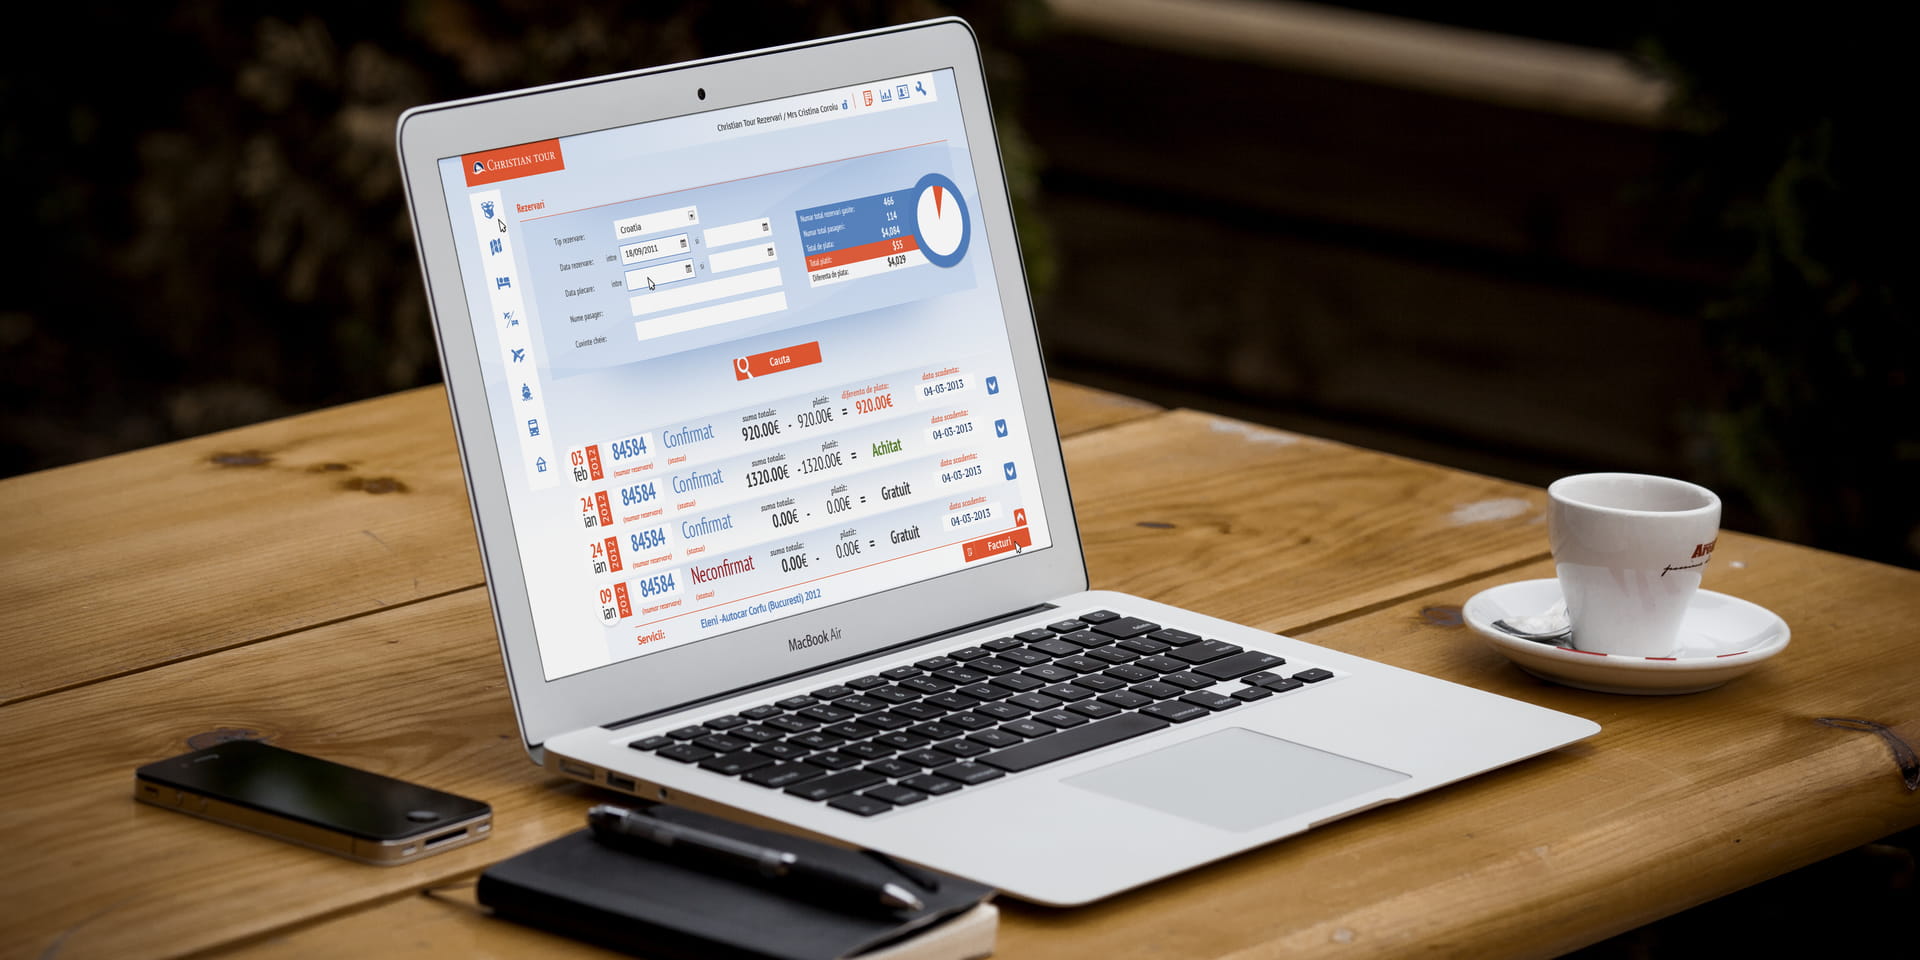 Christian Tour Rezervari / Mrs Cristina Coroiu
CHRISTIAN TOUR
Rezervari
Tip rezervare:
Croatia
Data rezervare:
intre
18/09/2011
si
Data plecare:
intre
si
Nume pasager:
Cuvinte cheie:
Numar total rezervari gasite:
466
Numar total pasageri:
114
Total de plata:
$4,084
Total platit:
$55
Diferenta de plata:
$4,029
Cauta
03 feb 2012
84584
(numar rezervare)
Confirmat
(status)
suma totala:
920.00€
-
platit:
920.00€
=
diferenta de plata:
920.00€
data scadenta:
04-03-2013
24 ian 2012
84584
(numar rezervare)
Confirmat
(status)
suma totala:
1320.00€
-
platit:
1320.00€
=
Achitat
data scadenta:
04-03-2013
24 ian 2012
84584
(numar rezervare)
Confirmat
(status)
suma totala:
0.00€
-
platit:
0.00€
=
Gratuit
data scadenta:
04-03-2013
09 ian 2012
84584
(numar rezervare)
Neconfirmat
(status)
suma totala:
0.00€
-
platit:
0.00€
=
Gratuit
data scadenta:
04-03-2013
Facturi
Servicii:
Eleni -Autocar Corfu (Bucuresti) 2012
MacBook Air